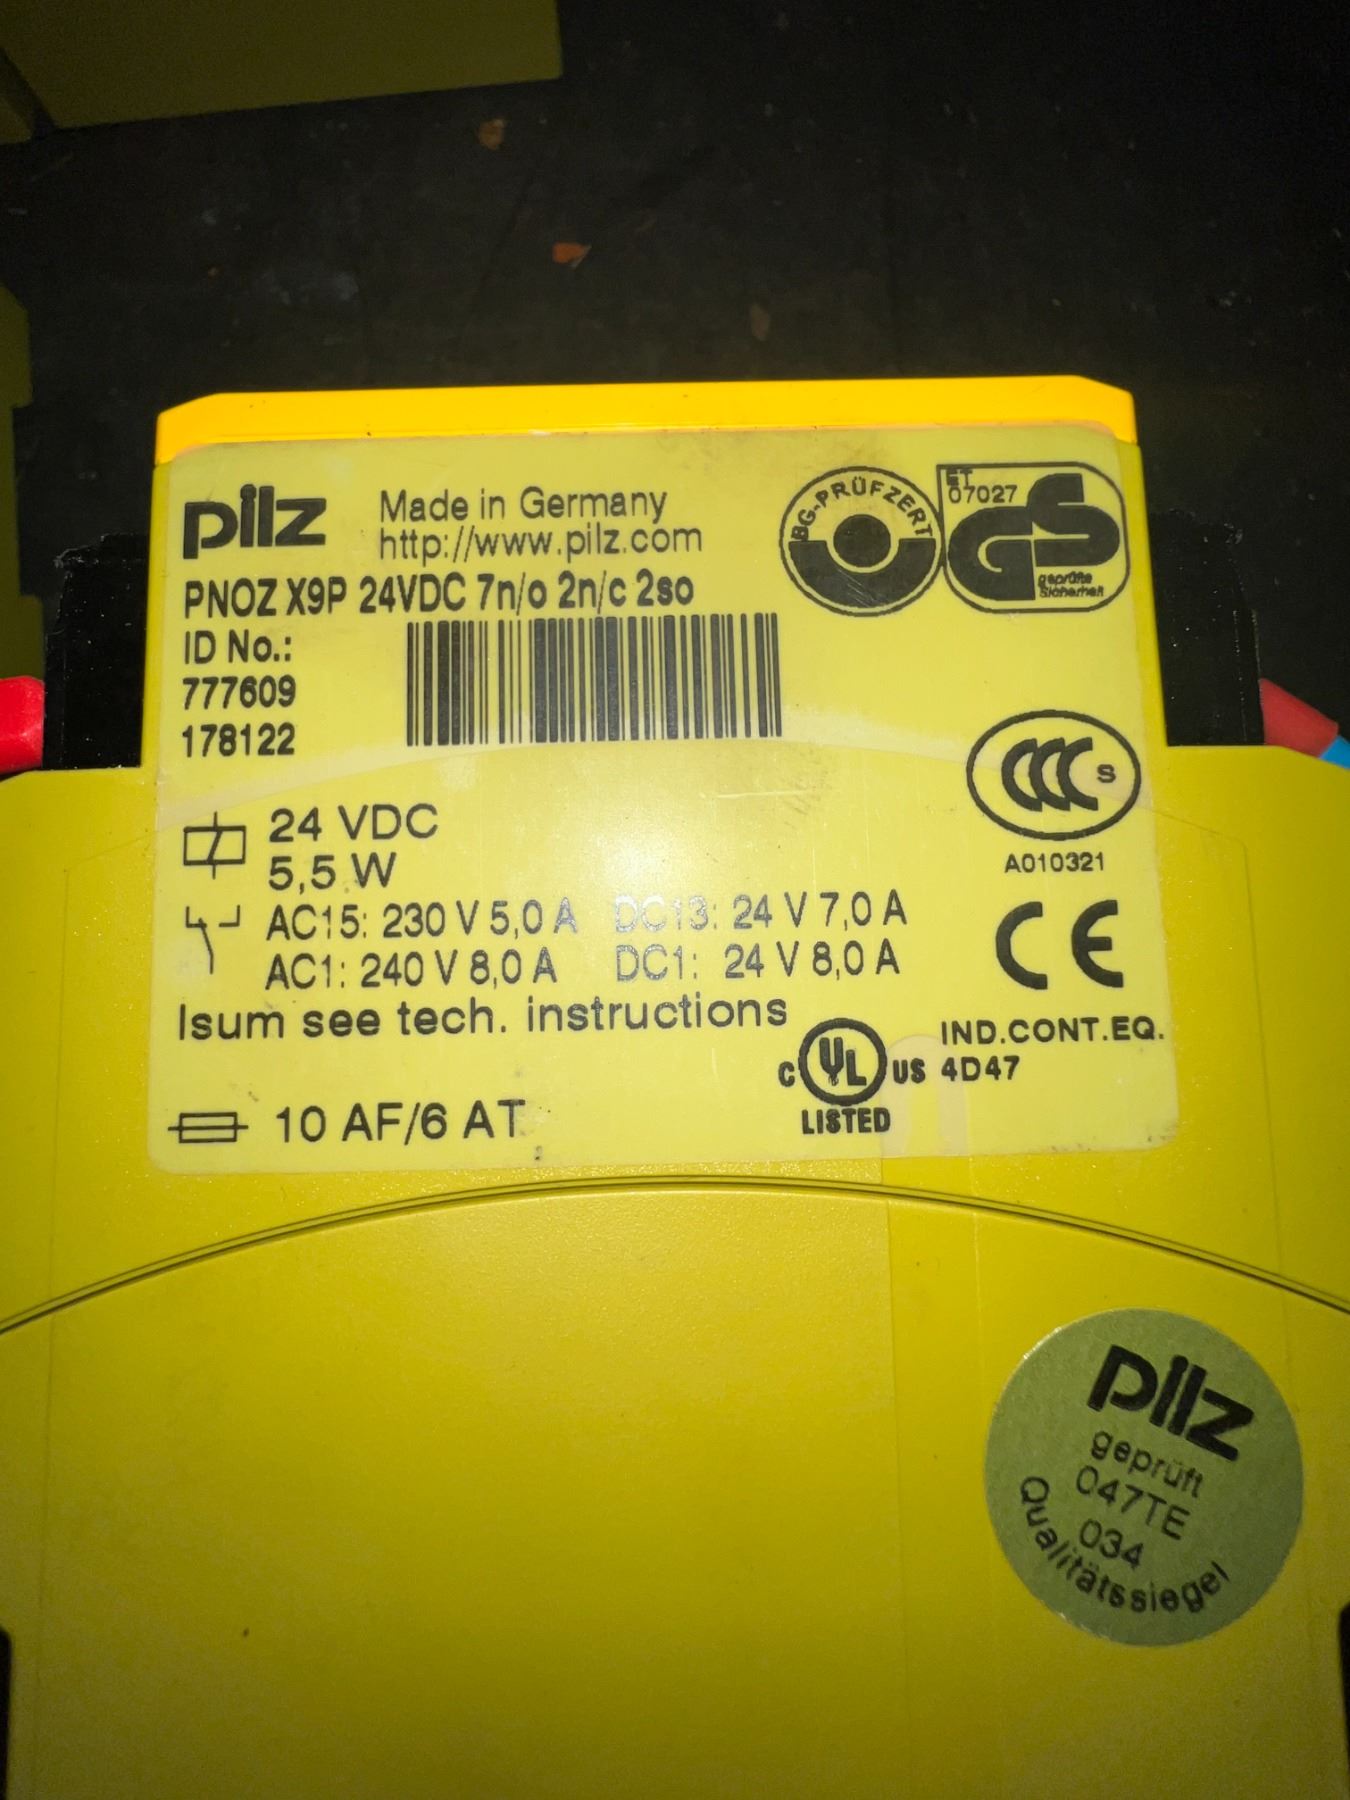 pilz
Made in Germany
http://www.pilz.com
PNOZ X9P 24VDC 7n/o 2n/c 2so
ID No.:
777609
178122
BG-PRÜFZERT
ET
07027
GS
geprüfte
Sicherheit
CCC S
A010321
24 VDC
5,5 W
AC15: 230 V 5,0 A DC13: 24 V 7,0 A
AC1: 240 V 8,0 A DC1: 24 V 8,0 A
CE
Isum see tech. instructions
C UL US
LISTED
IND.CONT.EQ.
4D47
10 AF/6 AT
pilz
geprüft
047TE
034
Qualitätssiegel